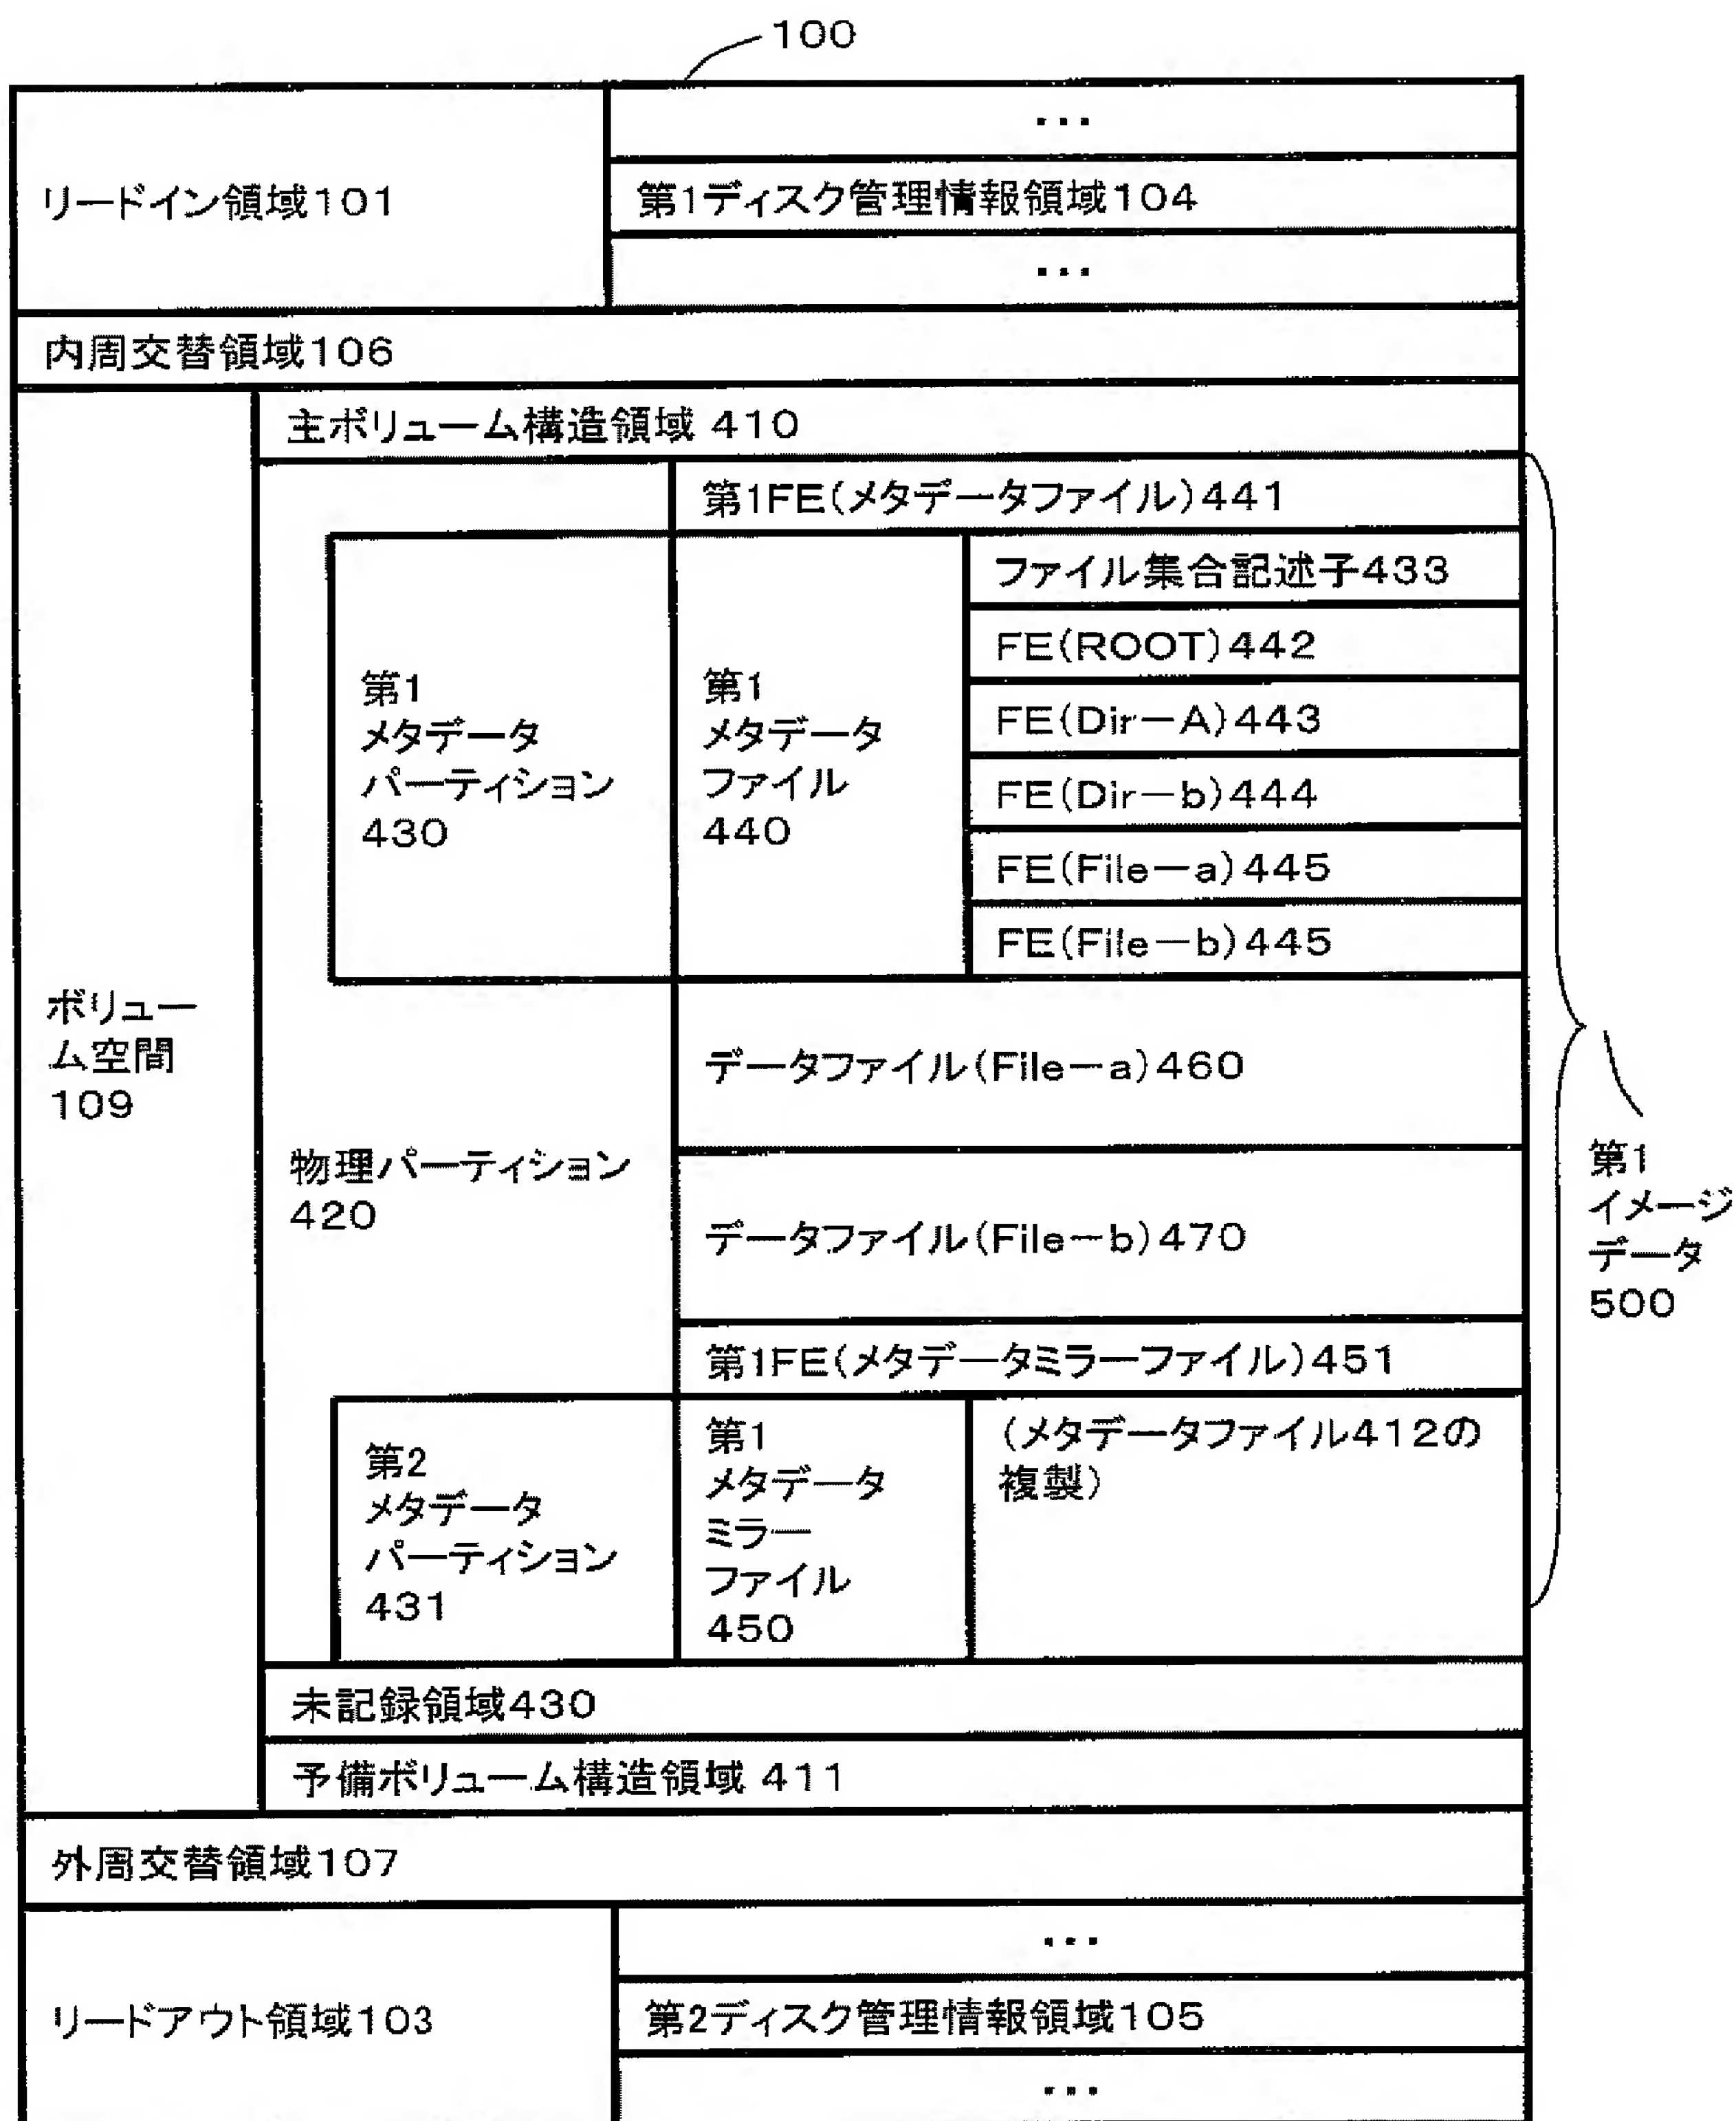 100
…
リードイン領域101
第1ディスク管理情報領域104
…
内周交替領域106
主ボリューム構造領域 410
第1FE(メタデータファイル)441
ファイル集合記述子433
FE(ROOT)442
第1
メタデータ
パーティション
430
第1
メタデータ
ファイル
440
FE(Dir－A)443
FE(Dir－b)444
FE(File－a)445
FE(File－b)445
ボリュー
ム空間
109
データファイル(File－a)460
物理パーティション
420
データファイル(File－b)470
第1
イメージ
データ
500
第1FE(メタデータミラーファイル)451
第2
メタデータ
パーティション
431
第1
メタデータ
ミラー
ファイル
450
(メタデータファイル412の
複製)
未記録領域430
予備ボリューム構造領域 411
外周交替領域107
…
リードアウト領域103
第2ディスク管理情報領域105
…